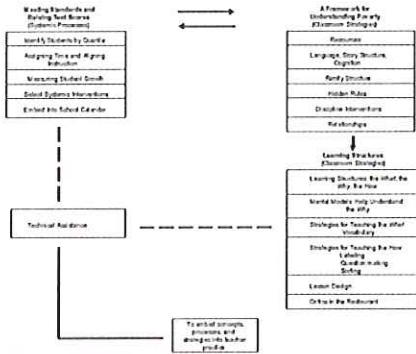 Meeting Standards and
Raising Test Scores
(Systemic Processes)
Identify Students by Quartile
Assigning Time and Aligning
Instruction
Measuring Student Growth
Select Systemic Interventions
Embed into School Calendar
A Framework for
Understanding Poverty
(Classroom Strategies)
Resources
Language, Story Structure,
Cognition
Family Structure
Hidden Rules
Discipline Interventions
Relationships
Learning Structures
(Classroom Strategies)
Learning Structures: the What, the
Why, the How
Mental Models Help Understand
the Why
Strategies for Teaching the What
Vocabulary
Strategies for Teaching the How
Labeling
Question making
Sorting
Lesson Design
in the Restaurant
Technical Assistance
To embed concepts,
processes, and
strategies into teacher
practice